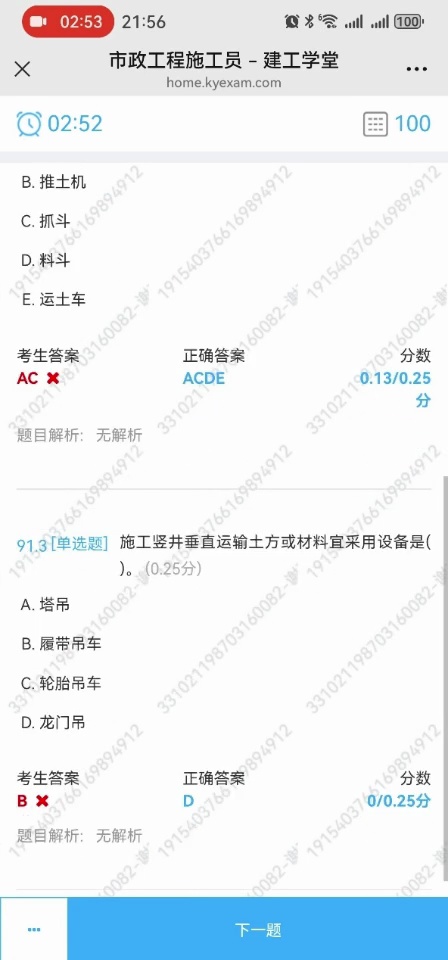 02:53 21:56 100
市政工程施工员 – 建工学堂
home.kyexam.com
02:52 100
B. 推土机
C. 抓斗
D. 料斗
E. 运土车
考生答案 正确答案 分数
AC ✖ ACDE 0.13/0.25
分
题目解析: 无解析
91.3 [单选题] 施工竖井垂直运输土方或材料宜采用设备是(
)。 (0.25分)
A. 塔吊
B. 履带吊车
C. 轮胎吊车
D. 龙门吊
考生答案 正确答案 分数
B ✖ D 0/0.25分
题目解析: 无解析
下一题